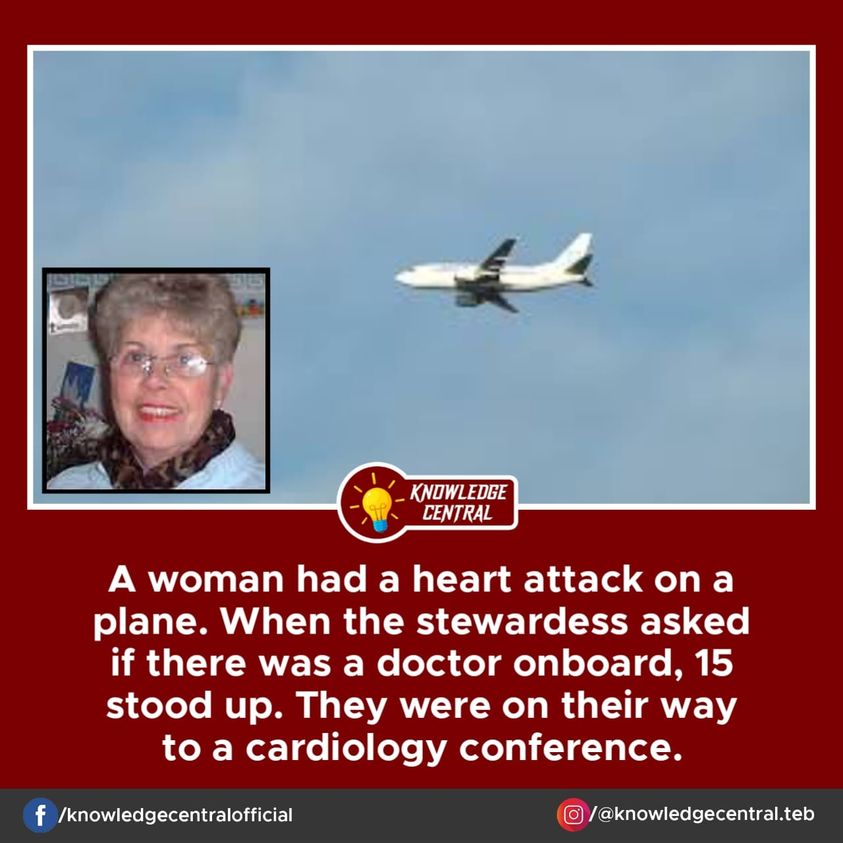 KNOWLEDGE
CENTRAL
A woman had a heart attack on a
plane. When the stewardess asked
if there was a doctor onboard, 15
stood up. They were on their way
to a cardiology conference.
/knowledgecentralofficial
/@knowledgecentral.teb